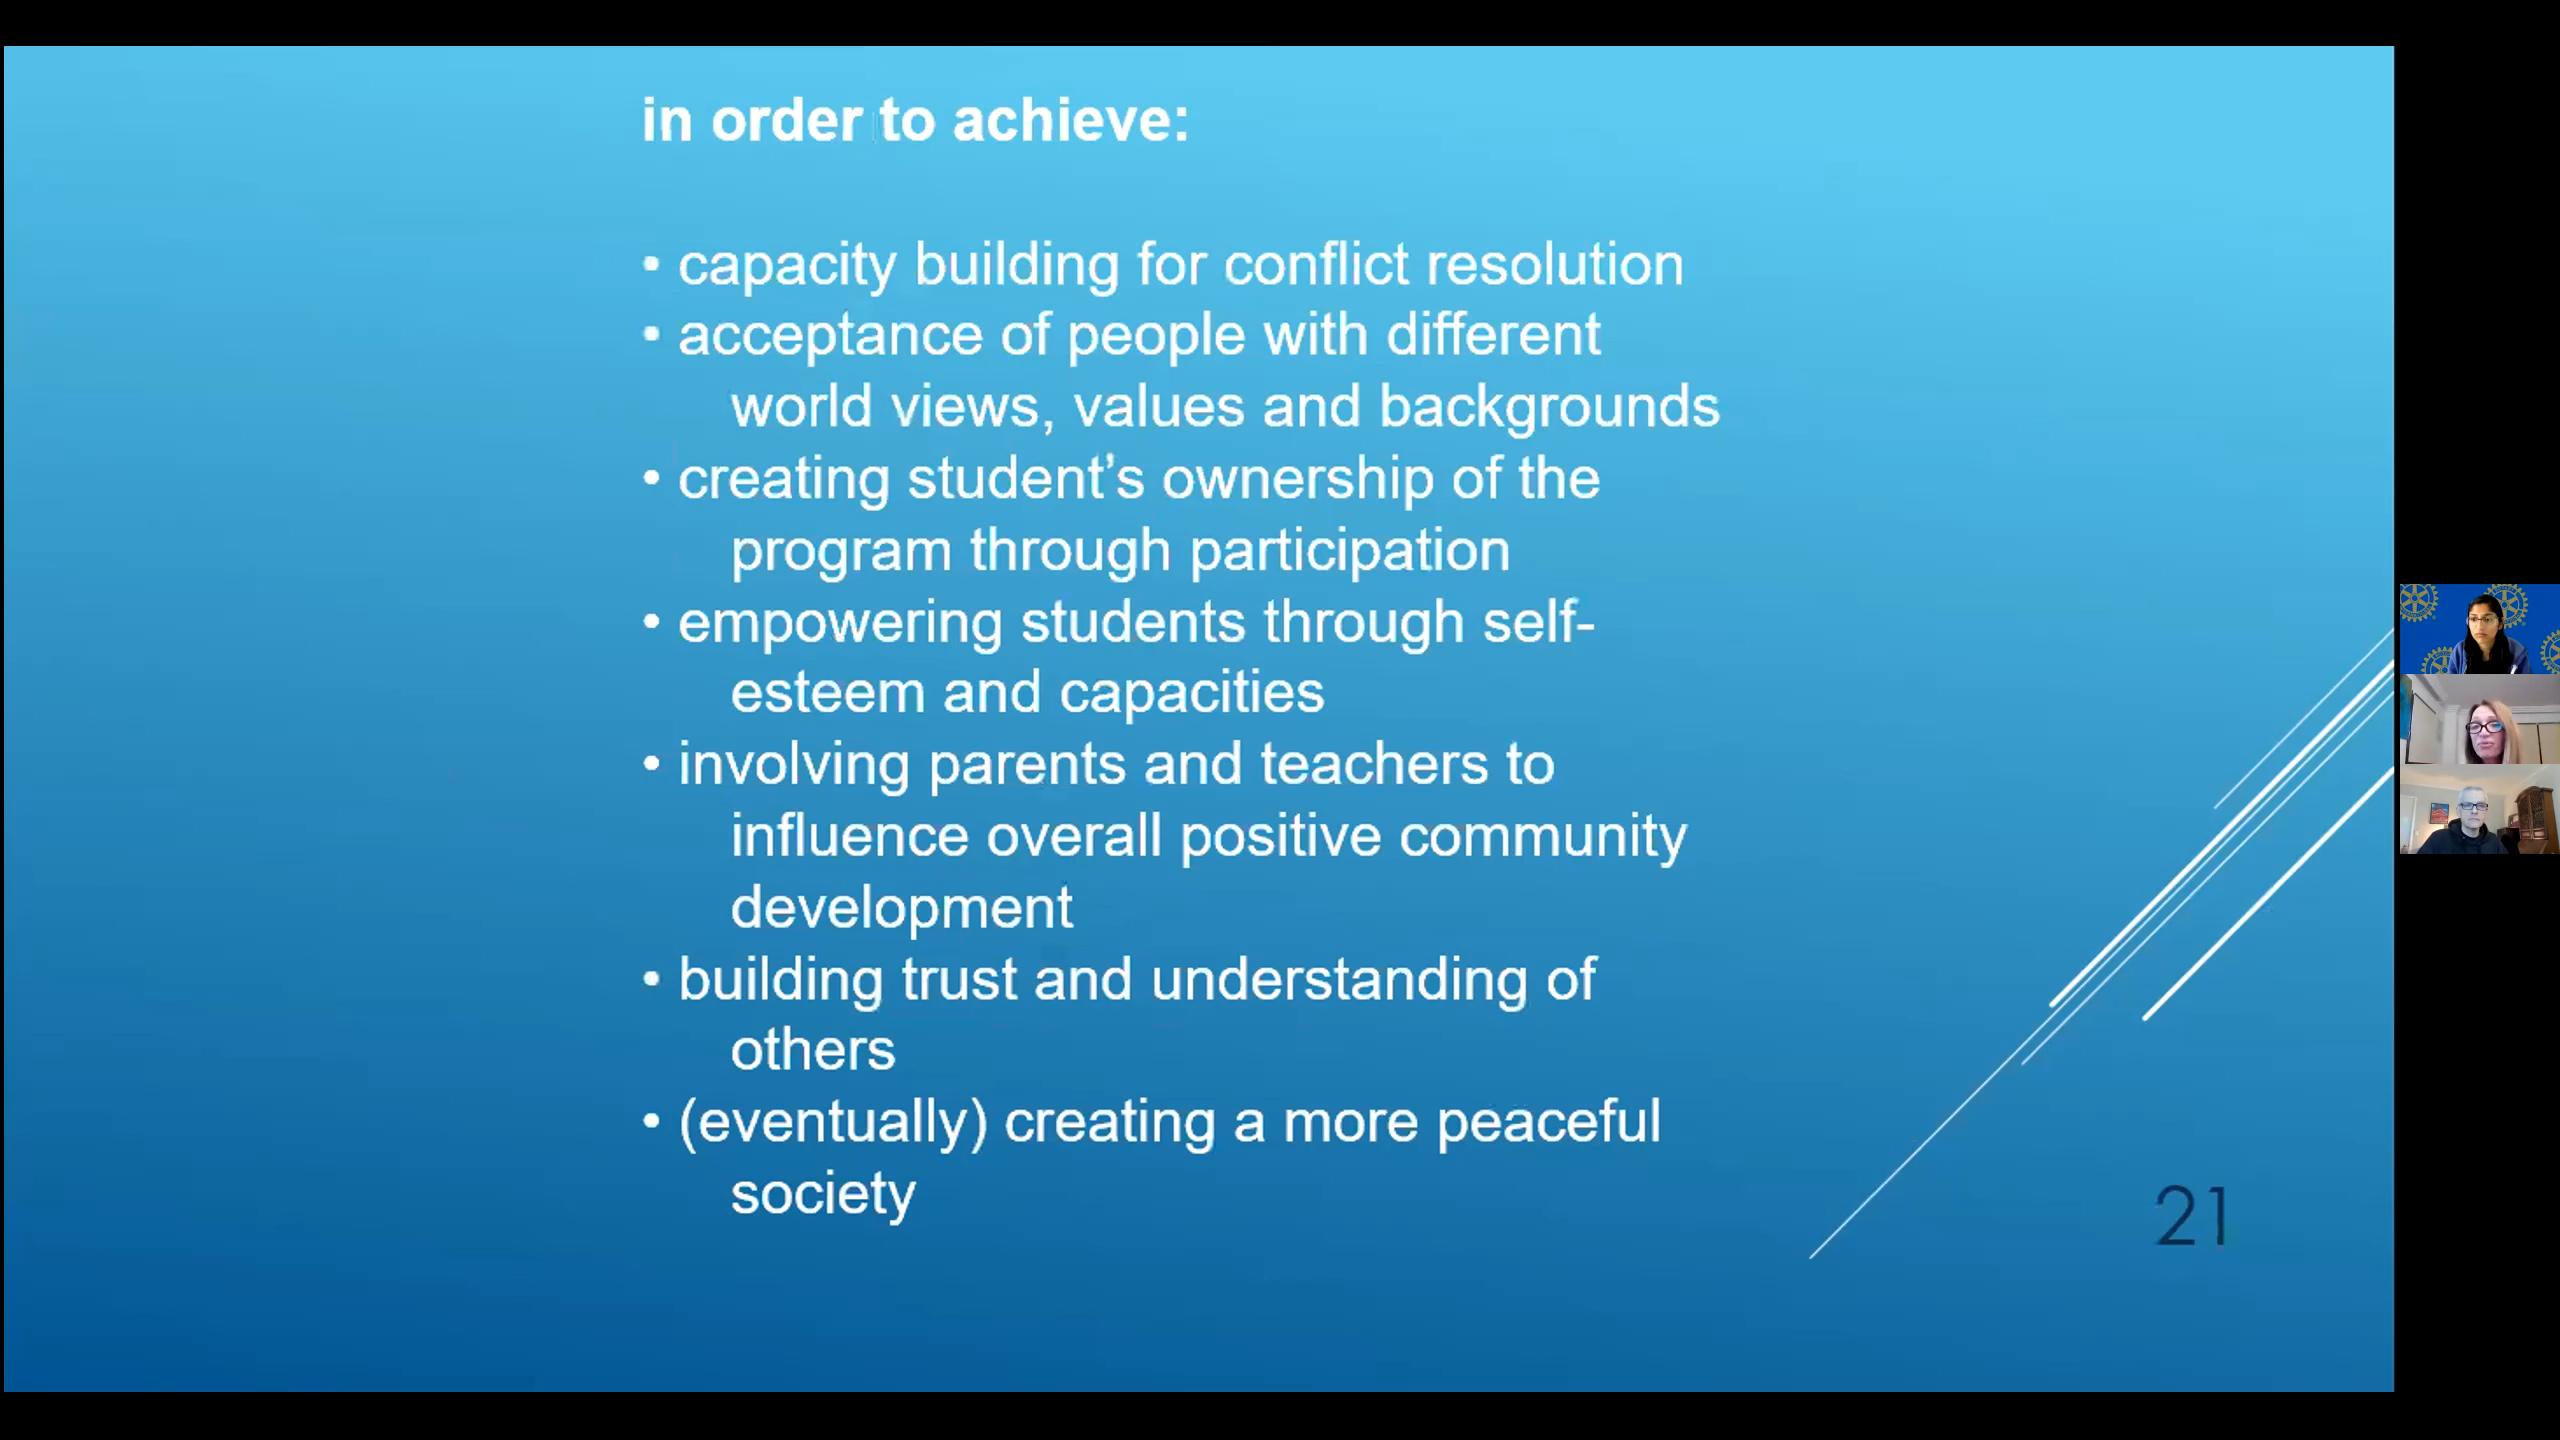 in order to achieve:
• capacity building for conflict resolution
• acceptance of people with different
world views, values and backgrounds
• creating student’s ownership of the
program through participation
• empowering students through self-
esteem and capacities
• involving parents and teachers to
influence overall positive community
development
• building trust and understanding of
others
• (eventually) creating a more peaceful
society
21